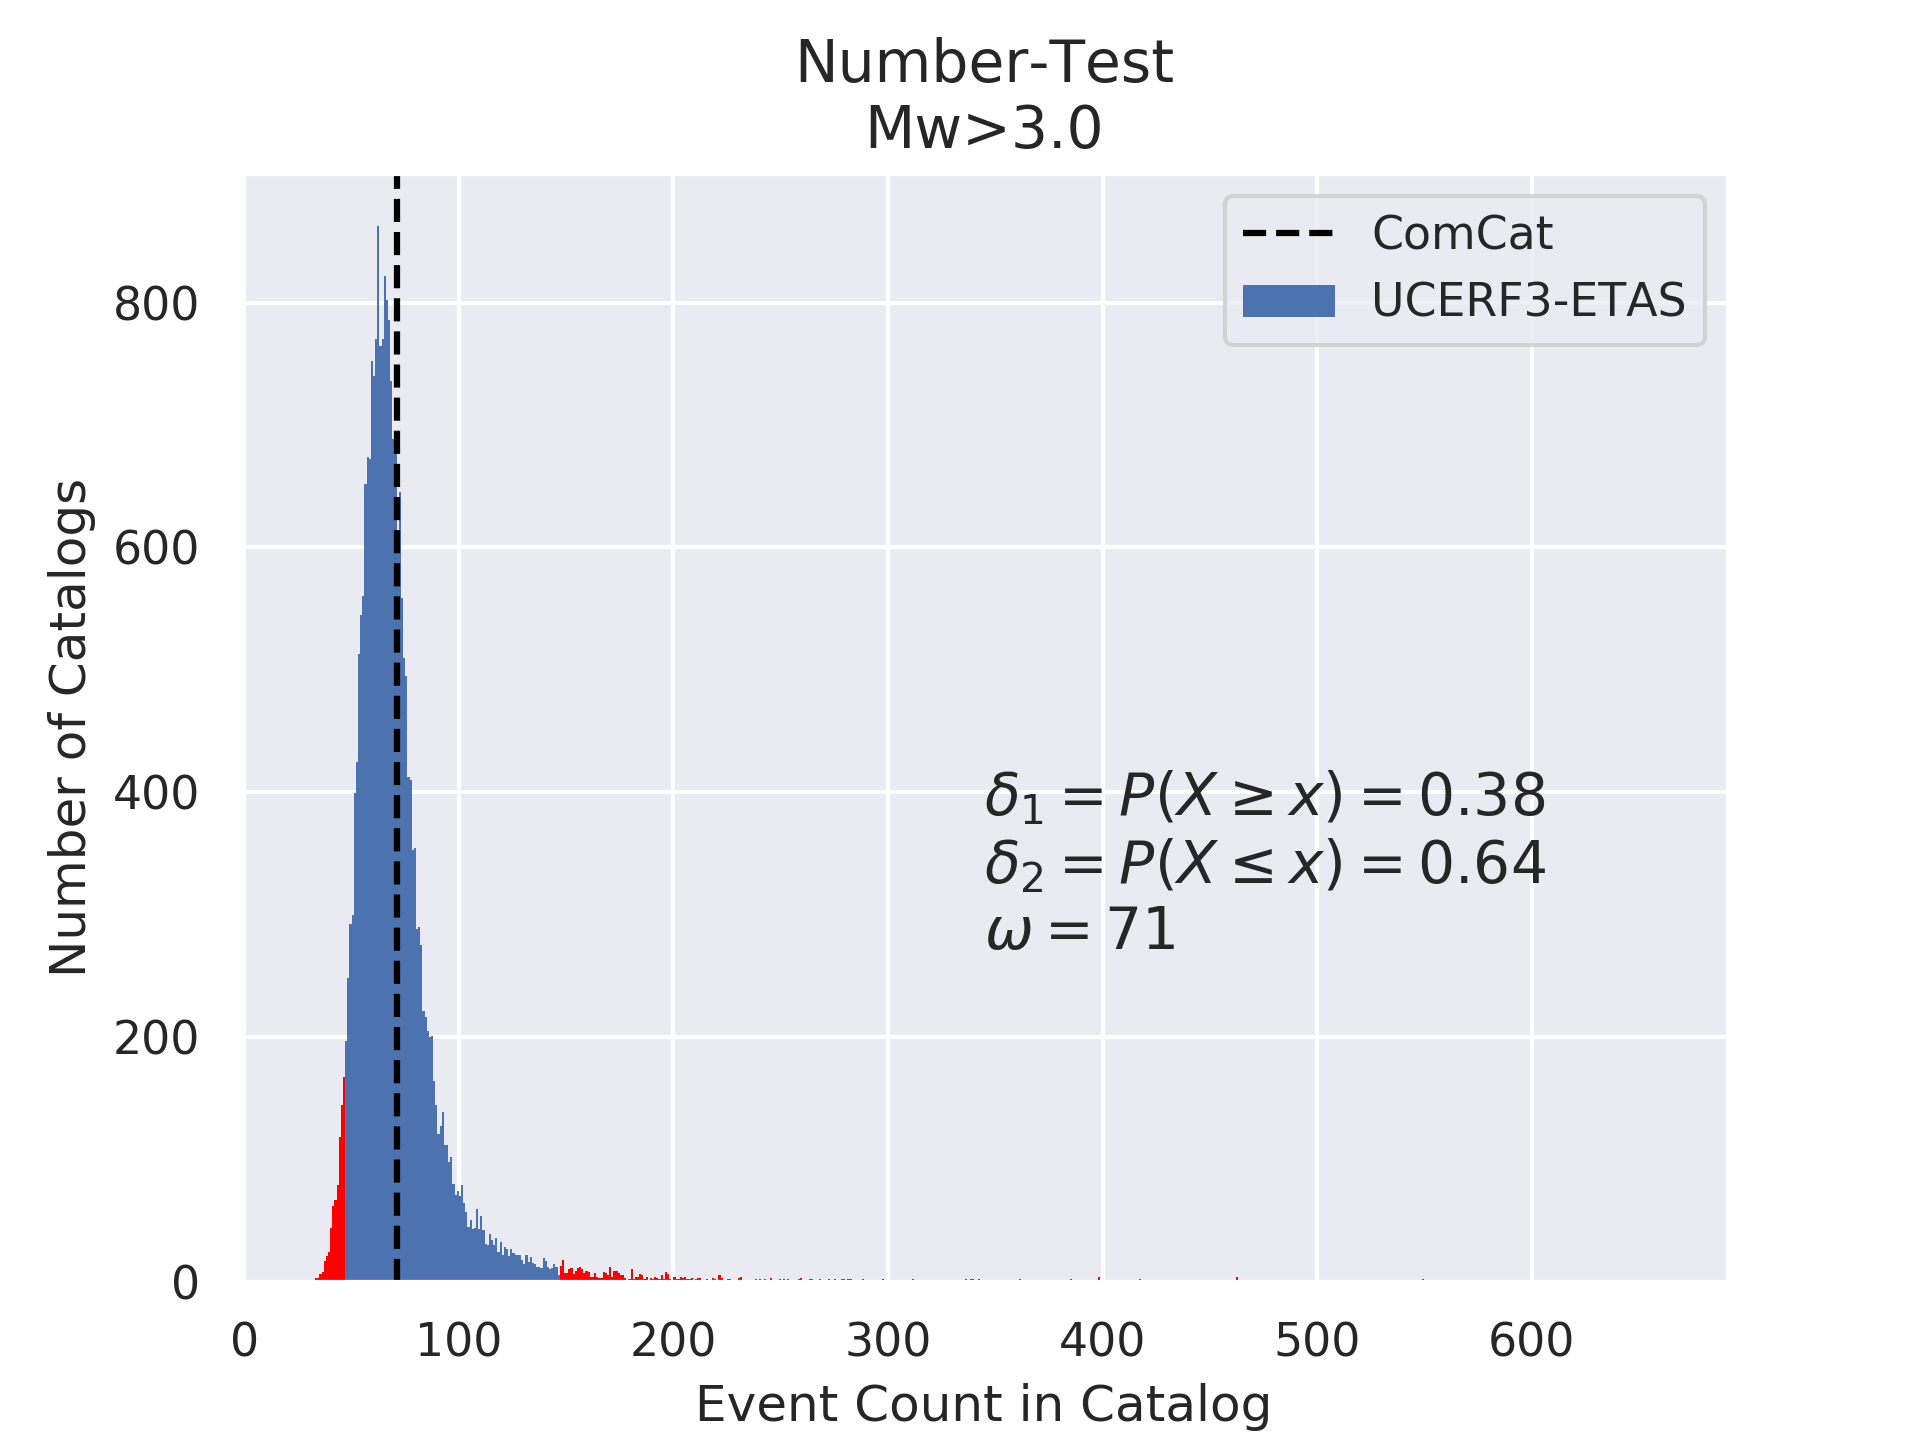 Number-Test
Mw>3.0
ComCat
UCERF3-ETAS
800
600
400
200
0
Number of Catalogs
δ₁ = P(X ≥ x) = 0.38
δ₂ = P(X ≤ x) = 0.64
ω = 71
0 100 200 300 400 500 600
Event Count in Catalog